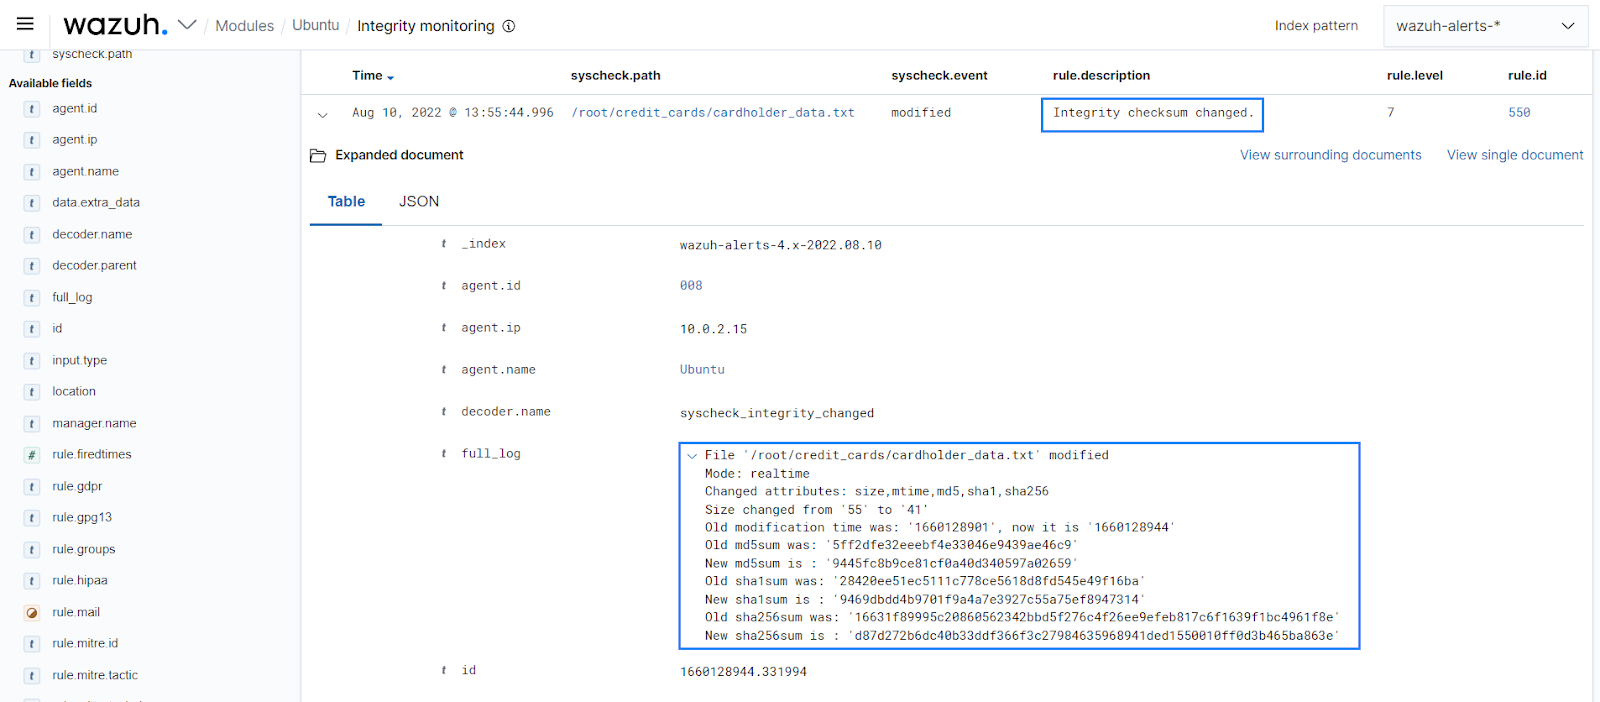 wazuh. / Modules / Ubuntu / Integrity monitoring
Index pattern
wazuh-alerts-*
t syscheck.path
Available fields
t agent.id
t agent.ip
t agent.name
t data.extra_data
t decoder.name
t decoder.parent
t full_log
t id
t input.type
t location
t manager.name
# rule.firedtimes
t rule.gdpr
t rule.gpg13
t rule.groups
t rule.hipaa
rule.mail
t rule.mitre.id
t rule.mitre.tactic
Time syscheck.path syscheck.event rule.description rule.level rule.id
Aug 10, 2022 @ 13:55:44.996 /root/credit_cards/cardholder_data.txt modified Integrity checksum changed. 7 550
Expanded document
View surrounding documents View single document
Table JSON
t _index wazuh-alerts-4.x-2022.08.10
t agent.id 008
t agent.ip 10.0.2.15
t agent.name Ubuntu
t decoder.name syscheck_integrity_changed
t full_log File '/root/credit_cards/cardholder_data.txt' modified
Mode: realtime
Changed attributes: size,mtime,md5,sha1,sha256
Size changed from '55' to '41'
Old modification time was: '1660128901', now it is '1660128944'
Old md5sum was: '5ff2dfe32eeebf4e33046e9439ae46c9'
New md5sum is : '9445fc8b9ce81cf0a40d340597a02659'
Old sha1sum was: '28420ee51ec5111c778ce5618d8fd545e49f16ba'
New sha1sum is : '9469dbdd4b9701f9a4a7e3927c55a75ef8947314'
Old sha256sum was: '16631f89995c20860562342bbd5f276c4f26ee9efeb817c6f1639f1bc4961f8e'
New sha256sum is : 'd87d272b6dc40b33ddf366f3c27984635968941ded1550010ff0d3b465ba863e'
t id 1660128944.331994